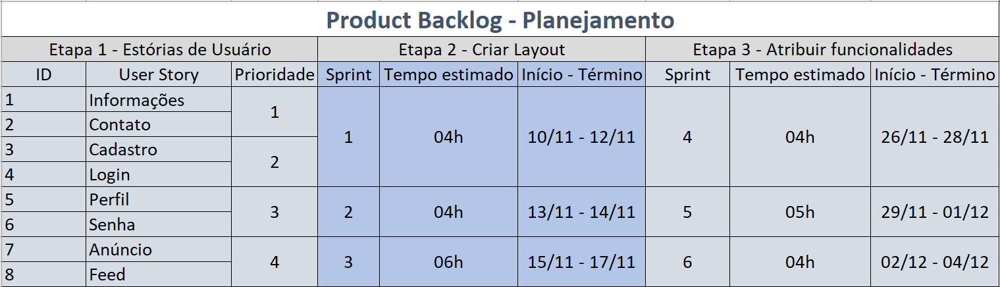 Product Backlog - Planejamento
Etapa 1 - Estórias de Usuário Etapa 2 - Criar Layout Etapa 3 - Atribuir funcionalidades
ID User Story Prioridade Sprint Tempo estimado Início - Término Sprint Tempo estimado Início - Término
1 Informações
1
2 Contato
1 04h 10/11 - 12/11 4 04h 26/11 - 28/11
3 Cadastro
2
4 Login
5 Perfil
3 2 04h 13/11 - 14/11 5 05h 29/11 - 01/12
6 Senha
7 Anúncio
4 3 06h 15/11 - 17/11 6 04h 02/12 - 04/12
8 Feed